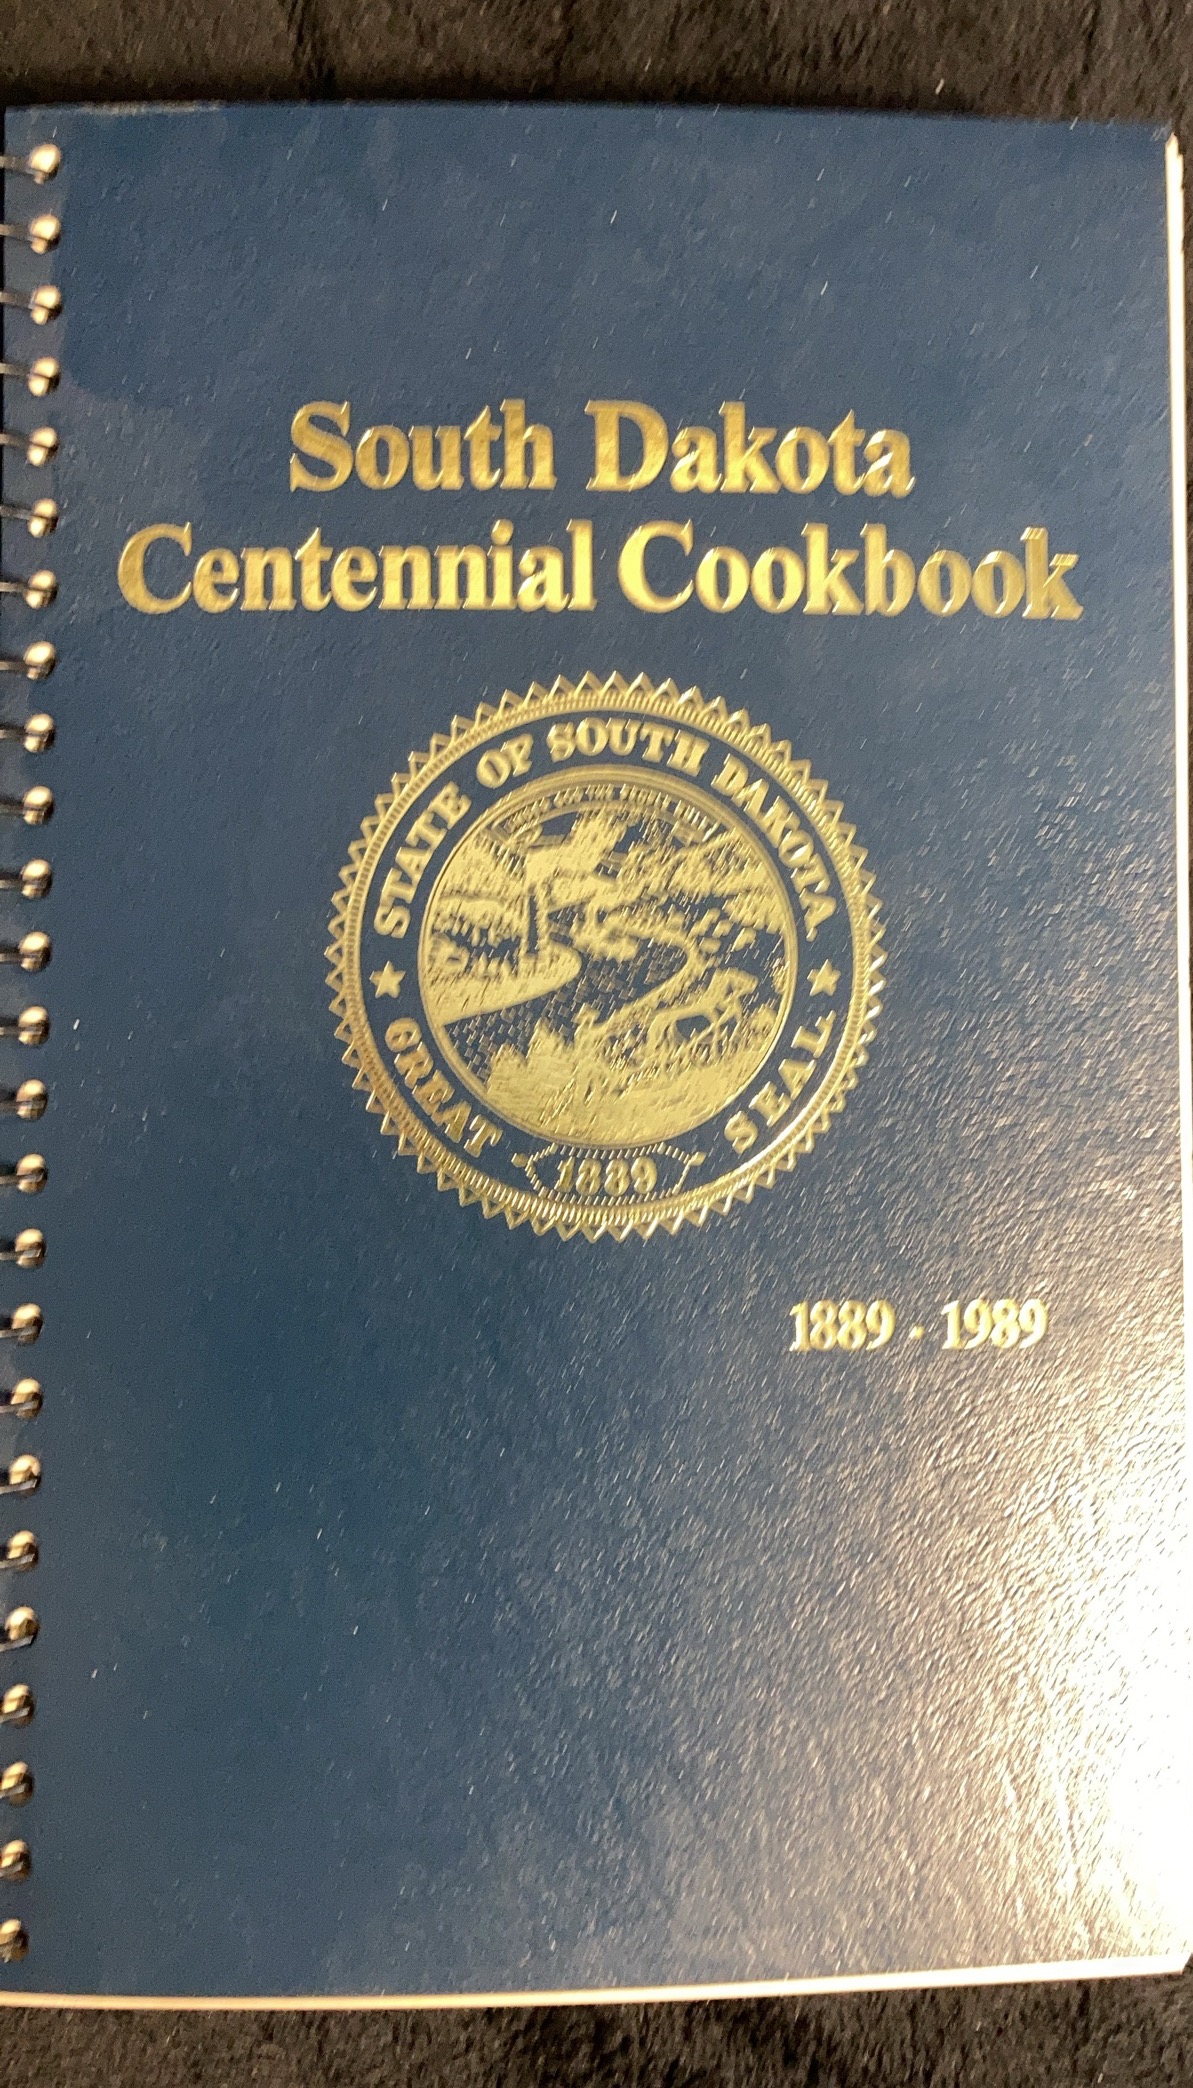 South Dakota
Centennial Cookbook
STATE OF SOUTH DAKOTA
GREAT SEAL
1889
1889 - 1989